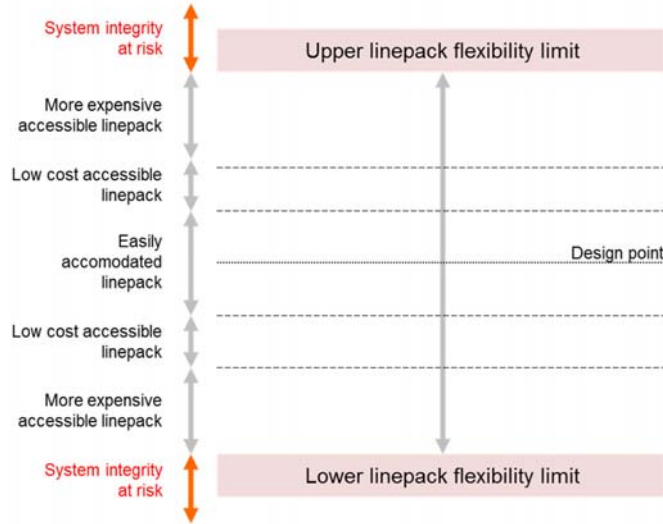 System integrity
at risk
Upper linepack flexibility limit
More expensive
accessible linepack
Low cost accessible
linepack
Easily
accomodated
linepack
Design point
Low cost accessible
linepack
More expensive
accessible linepack
System integrity
at risk
Lower linepack flexibility limit